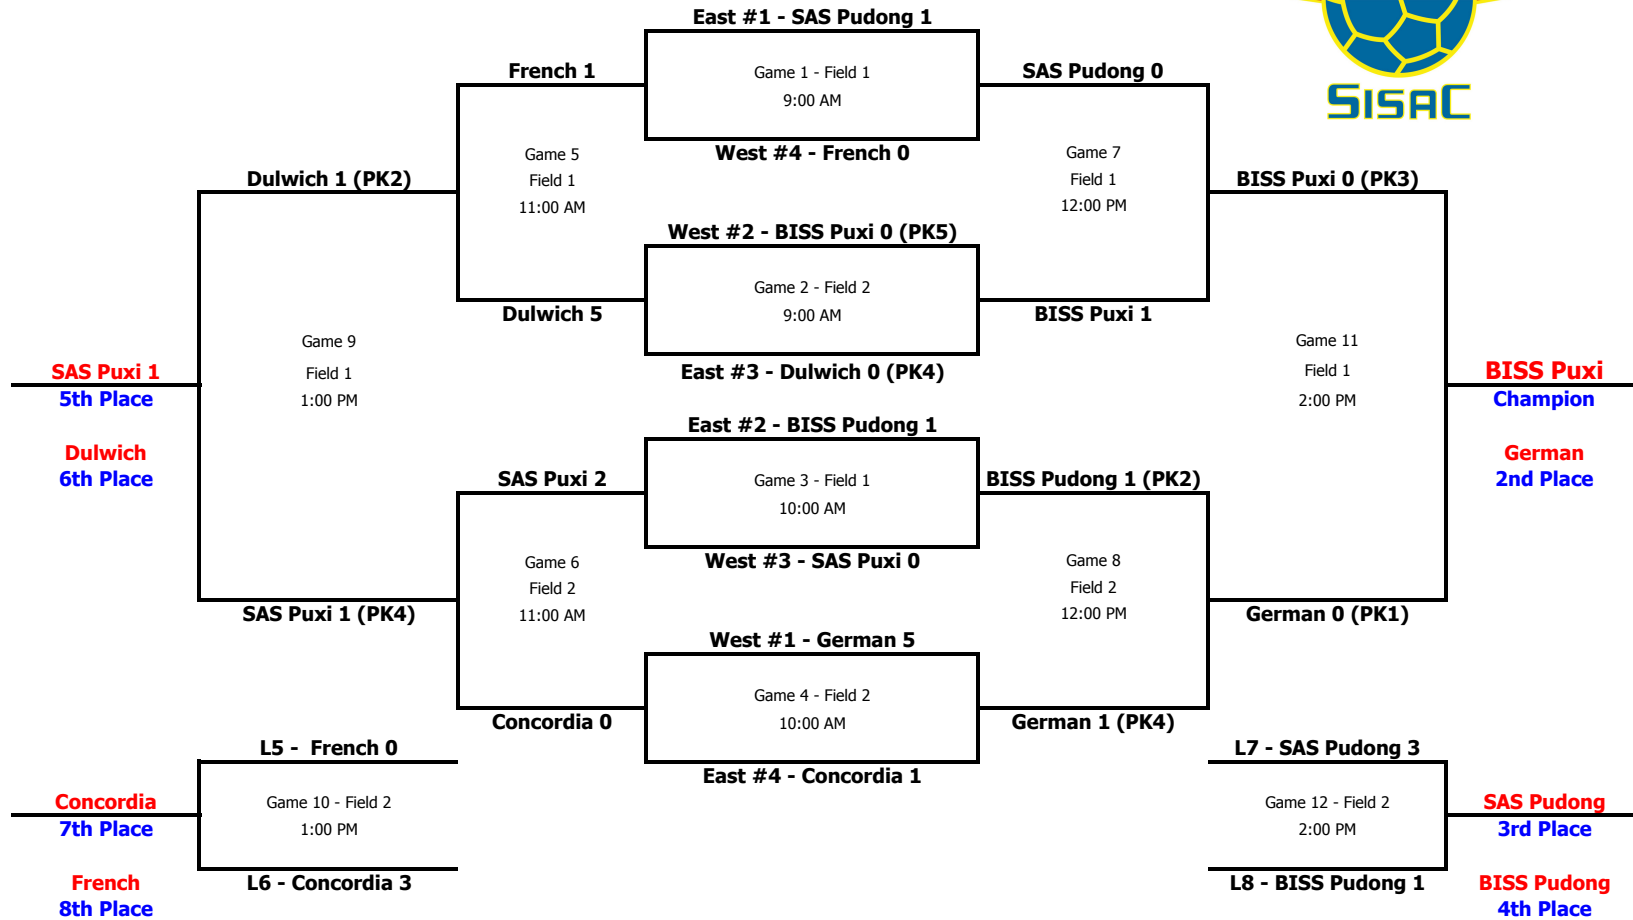 East #1 - SAS Pudong 1
French 1
Game 1 - Field 1
9:00 AM
SAS Pudong 0
SISAC
West #4 - French 0
Game 5
Field 1
11:00 AM
Game 7
Field 1
12:00 PM
Dulwich 1 (PK2)
BISS Puxi 0 (PK3)
West #2 - BISS Puxi 0 (PK5)
Dulwich 5
Game 2 - Field 2
9:00 AM
BISS Puxi 1
Game 9
Field 1
1:00 PM
Game 11
Field 1
2:00 PM
SAS Puxi 1
5th Place
East #3 - Dulwich 0 (PK4)
BISS Puxi
Champion
Dulwich
6th Place
East #2 - BISS Pudong 1
German
2nd Place
SAS Puxi 2
Game 3 - Field 1
10:00 AM
BISS Pudong 1 (PK2)
West #3 - SAS Puxi 0
Game 6
Field 2
11:00 AM
Game 8
Field 2
12:00 PM
SAS Puxi 1 (PK4)
German 0 (PK1)
West #1 - German 5
Concordia 0
Game 4 - Field 2
10:00 AM
German 1 (PK4)
L5 -  French 0
East #4 - Concordia 1
L7 - SAS Pudong 3
Concordia
7th Place
Game 10 - Field 2
1:00 PM
Game 12 - Field 2
2:00 PM
SAS Pudong
3rd Place
French
8th Place
L6 - Concordia 3
L8 - BISS Pudong 1
BISS Pudong
4th Place